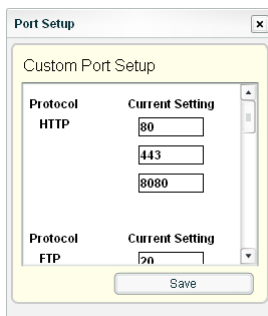 Port Setup
Custom Port Setup
Protocol Current Setting
HTTP 80
443
8080
Protocol Current Setting
FTP 20
Save